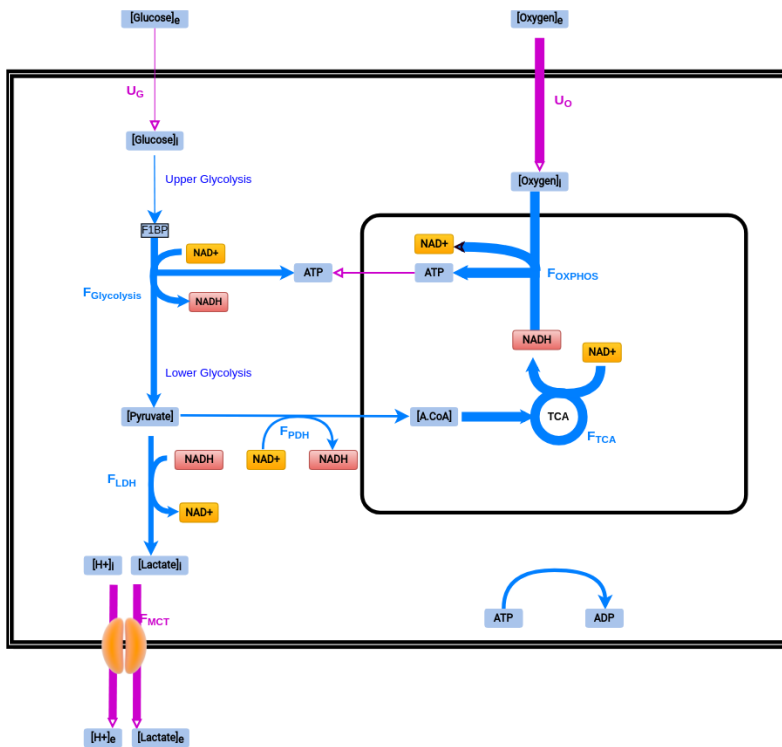 [Glucose]e
[Oxygen]e
UG
UO
[Glucose]i
Upper Glycolysis
[Oxygen]i
F1BP
NAD+
NAD+
ATP
ATP
FOXPHOS
FGlycolysis
NADH
NADH
NAD+
Lower Glycolysis
[Pyruvate]
[A.CoA]
TCA
FPDH
FTCA
NADH
NAD+
NADH
FLDH
NAD+
[H+]i
[Lactate]i
FMCT
ATP
ADP
[H+]e
[Lactate]e